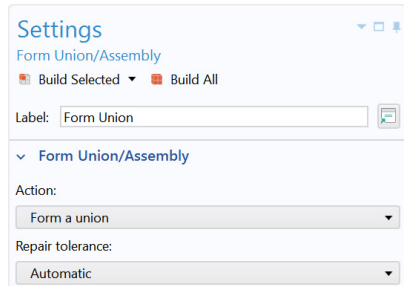 Settings
Form Union/Assembly
Build Selected Build All
Label: Form Union
Form Union/Assembly
Action:
Form a union
Repair tolerance:
Automatic